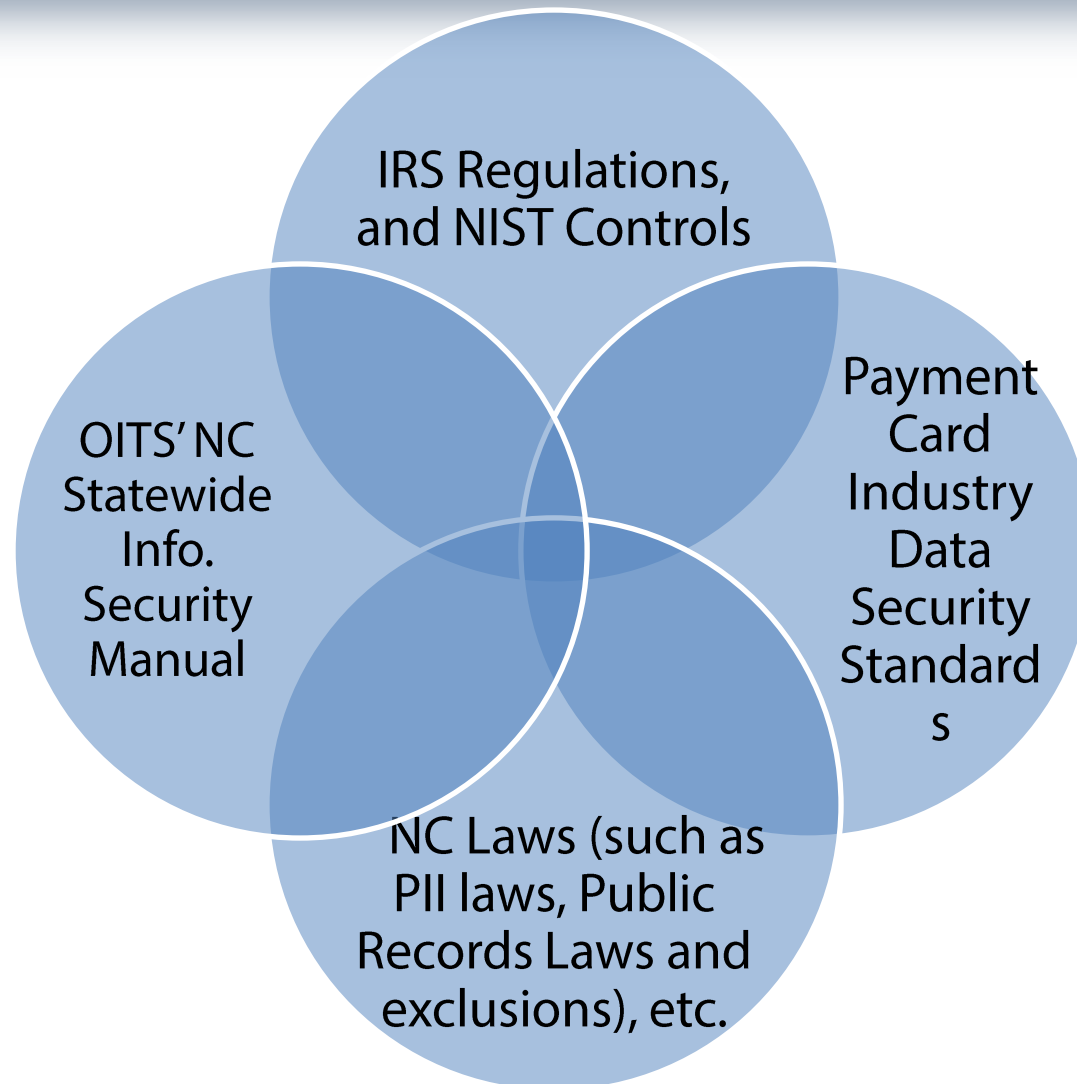 IRS Regulations,
and NIST Controls
OITS’ NC
Statewide
Info.
Security
Manual
Payment
Card
Industry
Data
Security
Standard
s
NC Laws (such as
PII laws, Public
Records Laws and
exclusions), etc.